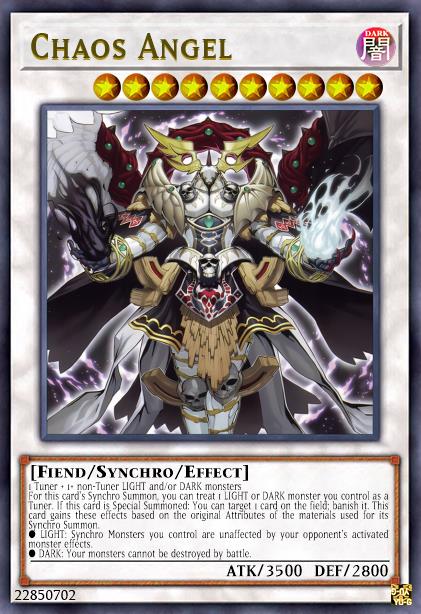 CHAOS ANGEL
DARK
闇
[FIEND/SYNCHRO/EFFECT]
1 Tuner + 1+ non-Tuner LIGHT and/or DARK monsters
For this card's Synchro Summon, you can treat 1 LIGHT or DARK monster you control as a
Tuner. If this card is Special Summoned: You can target 1 card on the field; banish it. This
card gains these effects based on the original Attributes of the materials used for its
Synchro Summon.
● LIGHT: Synchro Monsters you control are unaffected by your opponent's activated
monster effects.
● DARK: Your monsters cannot be destroyed by battle.
ATK/3500 DEF/2800
22850702